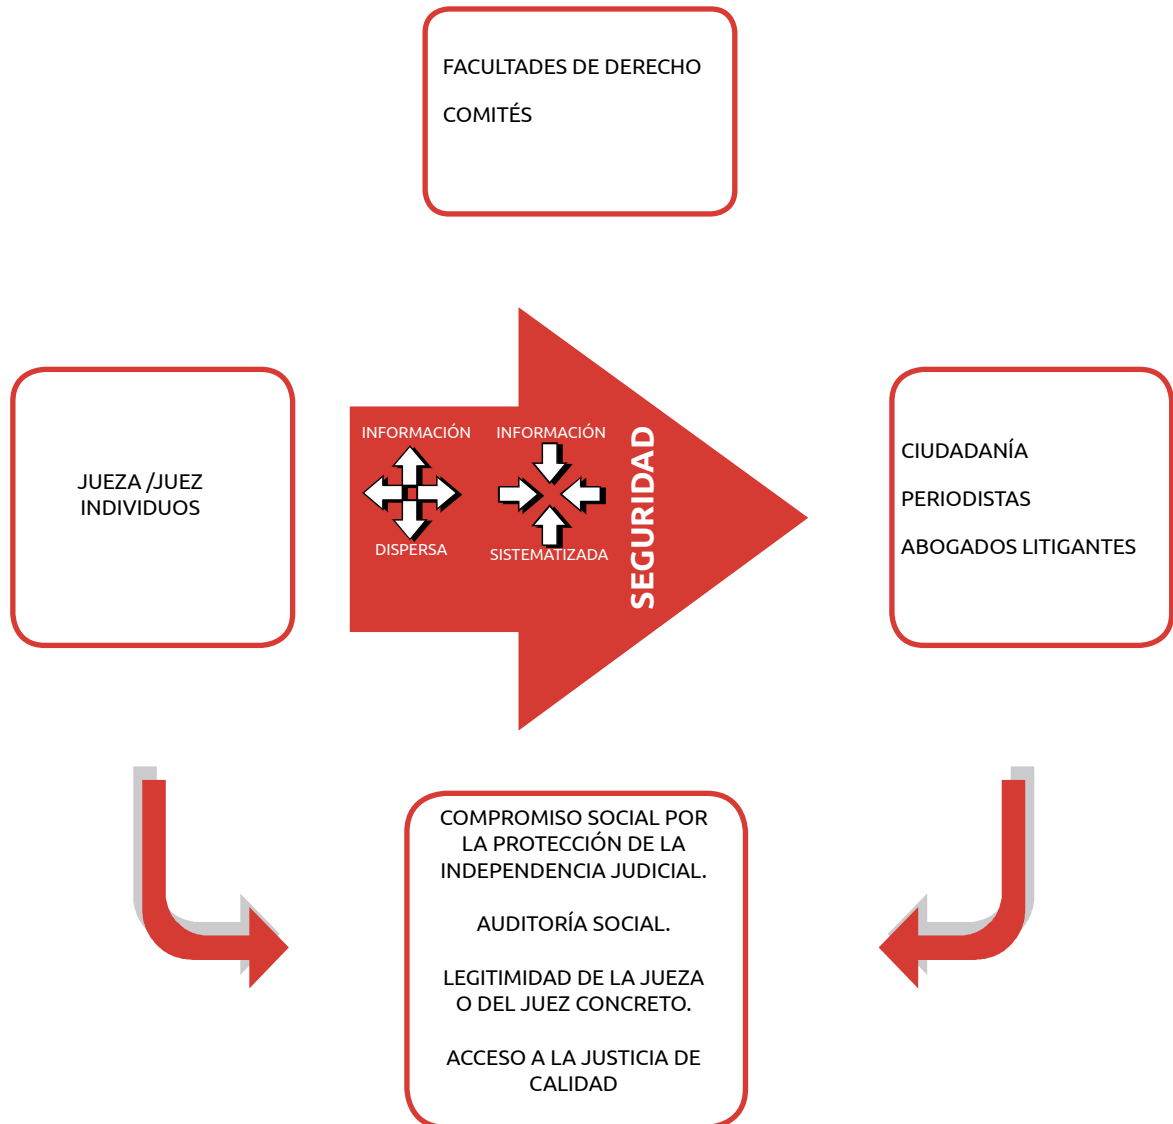 FACULTADES DE DERECHO
COMITÉS
JUEZA /JUEZ
INDIVIDUOS
INFORMACIÓN
DISPERSA
INFORMACIÓN
SISTEMATIZADA
SEGURIDAD
CIUDADANÍA
PERIODISTAS
ABOGADOS LITIGANTES
COMPROMISO SOCIAL POR
LA PROTECCIÓN DE LA
INDEPENDENCIA JUDICIAL.
AUDITORÍA SOCIAL.
LEGITIMIDAD DE LA JUEZA
O DEL JUEZ CONCRETO.
ACCESO A LA JUSTICIA DE
CALIDAD